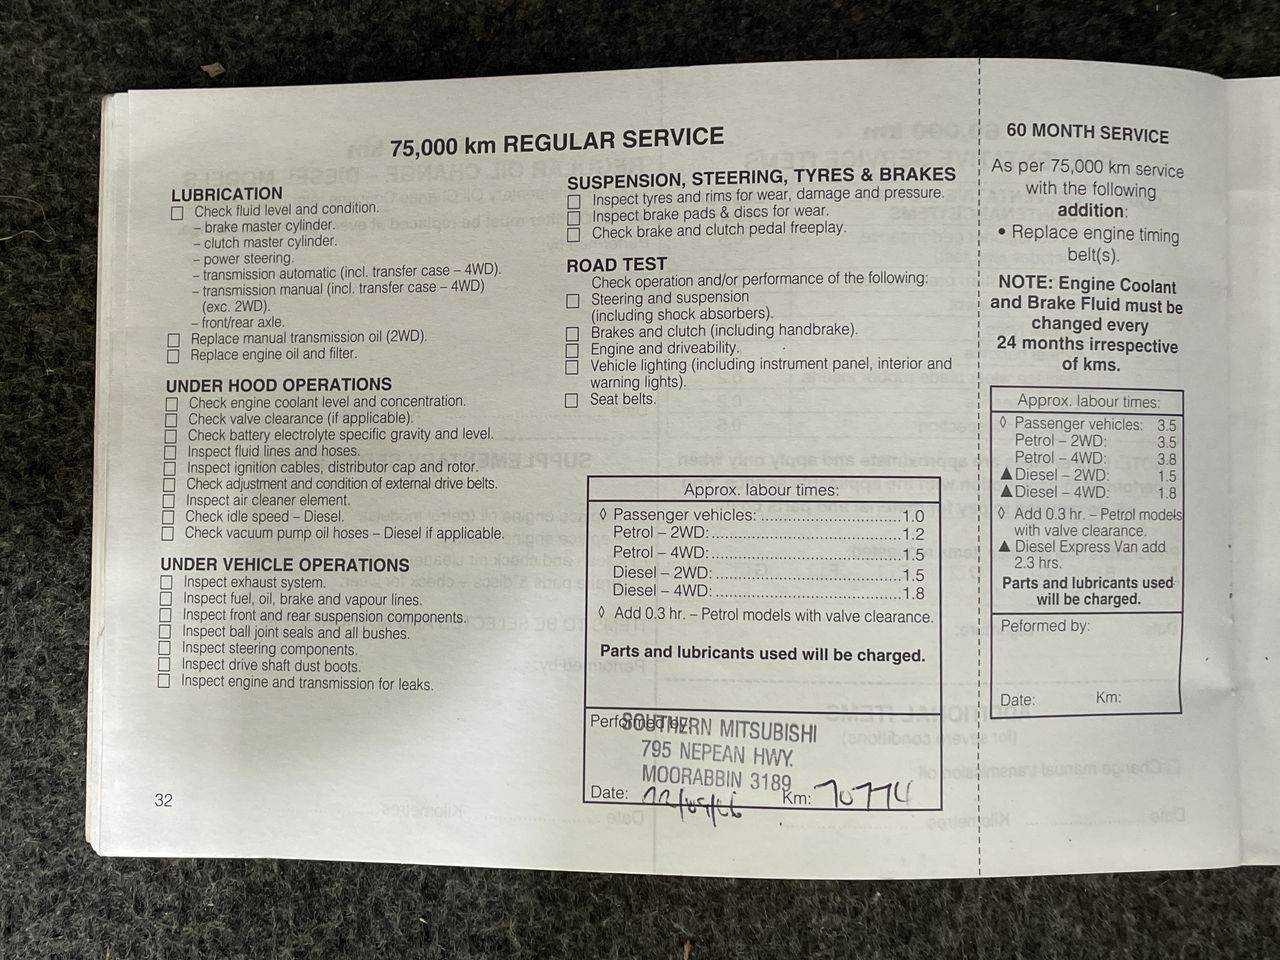 75,000 km REGULAR SERVICE
LUBRICATION
Check fluid level and condition.
– brake master cylinder.
– clutch master cylinder.
– power steering.
– transmission automatic (incl. transfer case – 4WD).
– transmission manual (incl. transfer case – 4WD)
(exc. 2WD).
– front/rear axle.
Replace manual transmission oil (2WD).
Replace engine oil and filter.
UNDER HOOD OPERATIONS
Check engine coolant level and concentration.
Check valve clearance (if applicable).
Check battery electrolyte specific gravity and level.
Inspect fluid lines and hoses.
Inspect ignition cables, distributor cap and rotor.
Check adjustment and condition of external drive belts.
Inspect air cleaner element.
Check idle speed – Diesel.
Check vacuum pump oil hoses – Diesel if applicable.
UNDER VEHICLE OPERATIONS
Inspect exhaust system.
Inspect fuel, oil, brake and vapour lines.
Inspect front and rear suspension components.
Inspect ball joint seals and all bushes.
Inspect steering components.
Inspect drive shaft dust boots.
Inspect engine and transmission for leaks.
32
SUSPENSION, STEERING, TYRES & BRAKES
Inspect tyres and rims for wear, damage and pressure.
Inspect brake pads & discs for wear.
Check brake and clutch pedal freeplay.
ROAD TEST
Check operation and/or performance of the following:
Steering and suspension
(including shock absorbers).
Brakes and clutch (including handbrake).
Engine and driveability.
Vehicle lighting (including instrument panel, interior and
warning lights).
Seat belts.
Approx. labour times:
◊ Passenger vehicles: ................................1.0
Petrol – 2WD:...........................................1.2
Petrol – 4WD:...........................................1.5
Diesel – 2WD:..........................................1.5
Diesel – 4WD: ..........................................1.8
◊ Add 0.3 hr. – Petrol models with valve clearance.
Parts and lubricants used will be charged.
Performed by:
SOUTHERN MITSUBISHI
795 NEPEAN HWY.
MOORABBIN 3189
Date: Km: 70774
60 MONTH SERVICE
As per 75,000 km service
with the following
addition:
• Replace engine timing
belt(s).
NOTE: Engine Coolant
and Brake Fluid must be
changed every
24 months irrespective
of kms.
Approx. labour times:
◊ Passenger vehicles: 3.5
Petrol – 2WD: 3.5
Petrol – 4WD: 3.8
▲ Diesel – 2WD: 1.5
▲ Diesel – 4WD: 1.8
◊ Add 0.3 hr. – Petrol models
with valve clearance.
▲ Diesel Express Van add
2.3 hrs.
Parts and lubricants used
will be charged.
Peformed by:
Date: Km: